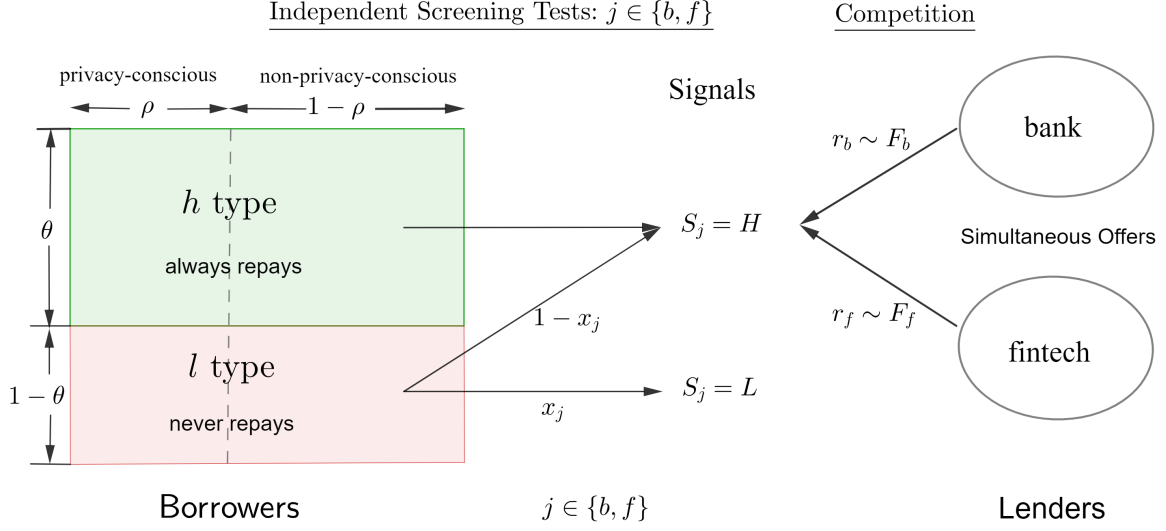 Independent Screening Tests: j ∈ {b, f}
Competition
privacy-conscious
non-privacy-conscious
ρ
1 − ρ
Signals
bank
r_b ∼ F_b
h type
θ
S_j = H
Simultaneous Offers
always repays
1 − x_j
r_f ∼ F_f
fintech
l type
1 − θ
S_j = L
x_j
never repays
Borrowers
j ∈ {b, f}
Lenders